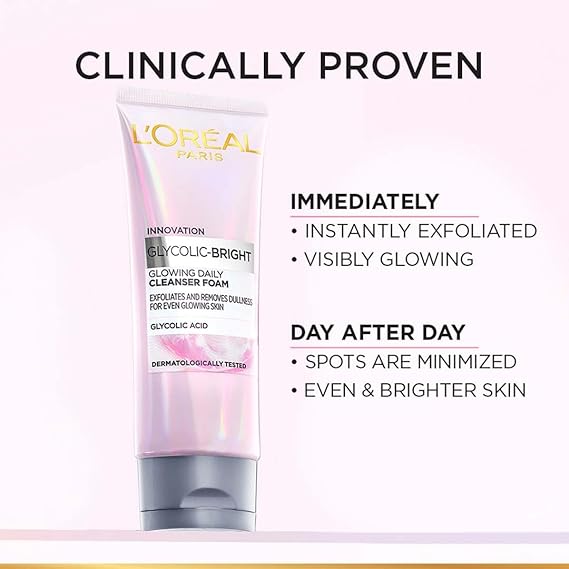 CLINICALLY PROVEN
L'ORÉAL
PARIS
INNOVATION
GLYCOLIC-BRIGHT
GLOWING DAILY
CLEANSER FOAM
EXFOLIATES AND REMOVES DULLNESS
FOR EVEN GLOWING SKIN
GLYCOLIC ACID
DERMATOLOGICALLY TESTED
IMMEDIATELY
• INSTANTLY EXFOLIATED
• VISIBLY GLOWING
DAY AFTER DAY
• SPOTS ARE MINIMIZED
• EVEN & BRIGHTER SKIN